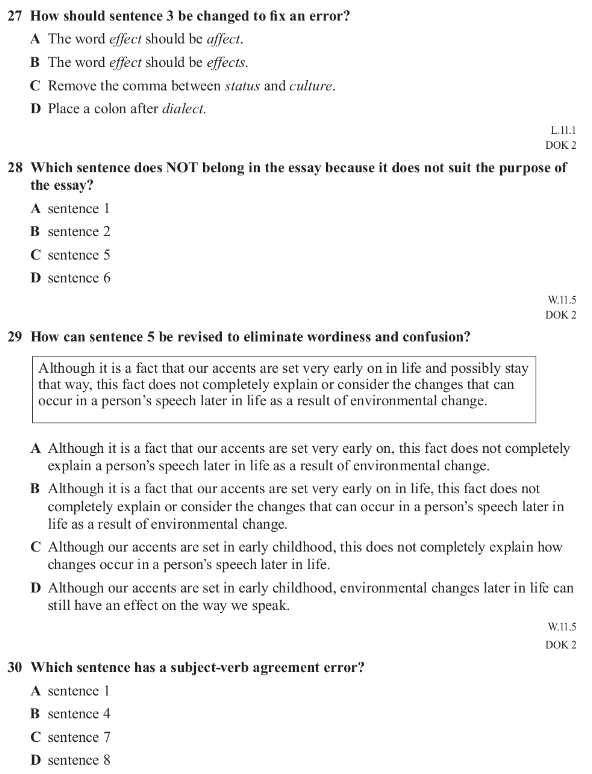 27 How should sentence 3 be changed to fix an error?
A The word effect should be affect.
B The word effect should be effects.
C Remove the comma between status and culture.
D Place a colon after dialect.
L.11.1
DOK 2
28 Which sentence does NOT belong in the essay because it does not suit the purpose of
the essay?
A sentence 1
B sentence 2
C sentence 5
D sentence 6
W.11.5
DOK 2
29 How can sentence 5 be revised to eliminate wordiness and confusion?
Although it is a fact that our accents are set very early on in life and possibly stay
that way, this fact does not completely explain or consider the changes that can
occur in a person's speech later in life as a result of environmental change.
A Although it is a fact that our accents are set very early on, this fact does not completely
explain a person's speech later in life as a result of environmental change.
B Although it is a fact that our accents are set very early on in life, this fact does not
completely explain or consider the changes that can occur in a person's speech later in
life as a result of environmental change.
C Although our accents are set in early childhood, this does not completely explain how
changes occur in a person's speech later in life.
D Although our accents are set in early childhood, environmental changes later in life can
still have an effect on the way we speak.
W.11.5
DOK 2
30 Which sentence has a subject-verb agreement error?
A sentence 1
B sentence 4
C sentence 7
D sentence 8